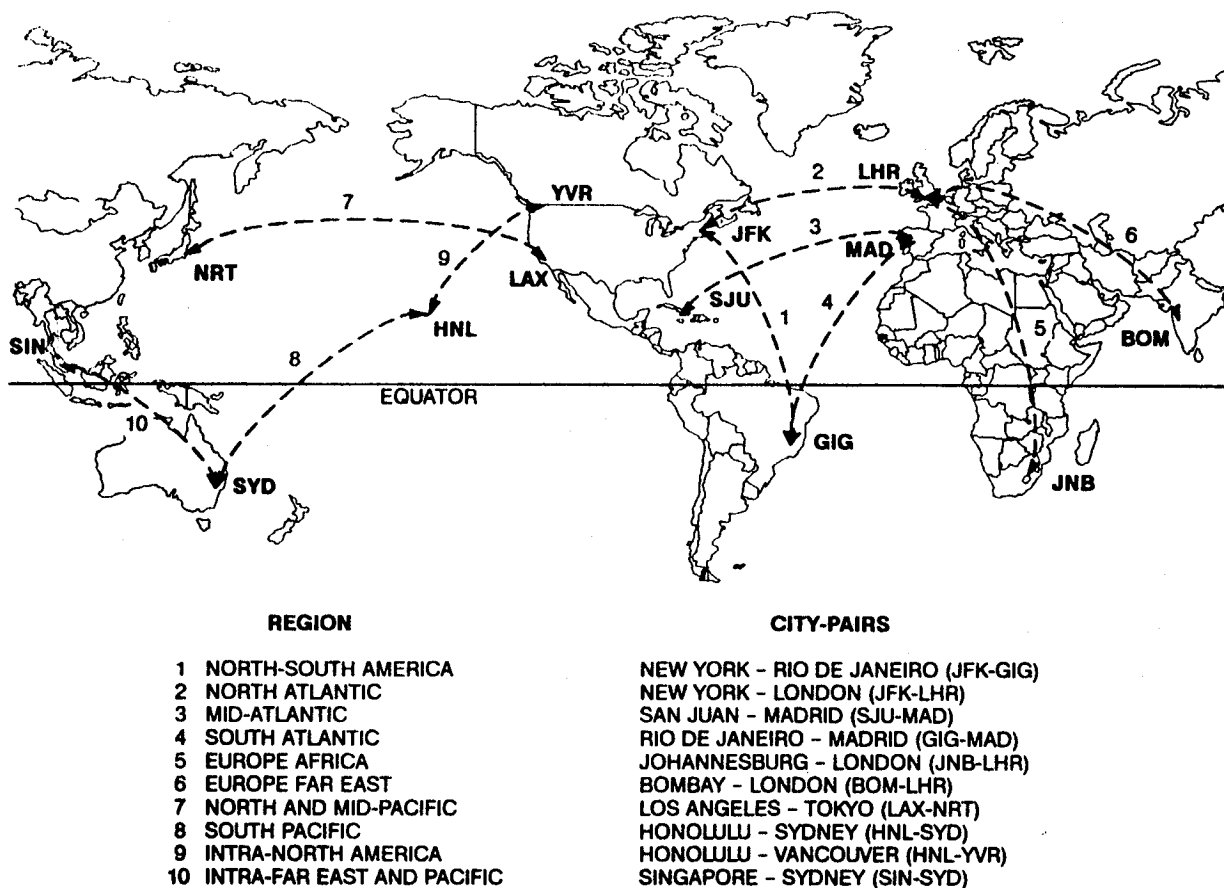 2
LHR
YVR
7
JFK
3
MAD
6
9
NRT
LAX
SJU
4
HNL
1
5
BOM
SIN
8
EQUATOR
10
GIG
SYD
JNB
REGION
CITY-PAIRS
1 NORTH-SOUTH AMERICA NEW YORK – RIO DE JANEIRO (JFK-GIG)
2 NORTH ATLANTIC NEW YORK – LONDON (JFK-LHR)
3 MID-ATLANTIC SAN JUAN – MADRID (SJU-MAD)
4 SOUTH ATLANTIC RIO DE JANEIRO – MADRID (GIG-MAD)
5 EUROPE AFRICA JOHANNESBURG – LONDON (JNB-LHR)
6 EUROPE FAR EAST BOMBAY – LONDON (BOM-LHR)
7 NORTH AND MID-PACIFIC LOS ANGELES – TOKYO (LAX-NRT)
8 SOUTH PACIFIC HONOLULU – SYDNEY (HNL-SYD)
9 INTRA-NORTH AMERICA HONOLULU – VANCOUVER (HNL-YVR)
10 INTRA-FAR EAST AND PACIFIC SINGAPORE – SYDNEY (SIN-SYD)